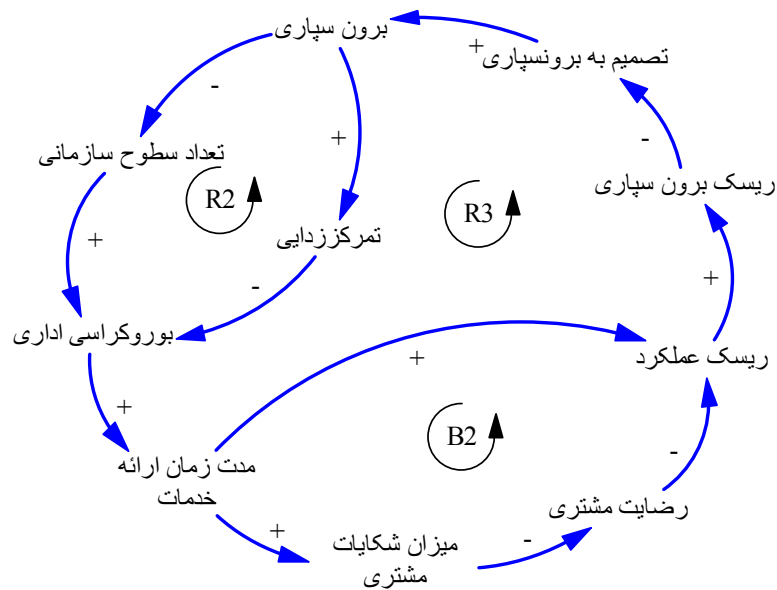 برون سپاری
تصمیم به برونسپاری
+
-
+
-
تعداد سطوح سازمانی
ریسک برون سپاری
R2
R3
تمرکززدایی
+
-
+
بوروکراسی اداری
ریسک عملکرد
+
+
B2
-
مدت زمان ارائه
خدمات
رضایت مشتری
+
-
میزان شکایات
مشتری